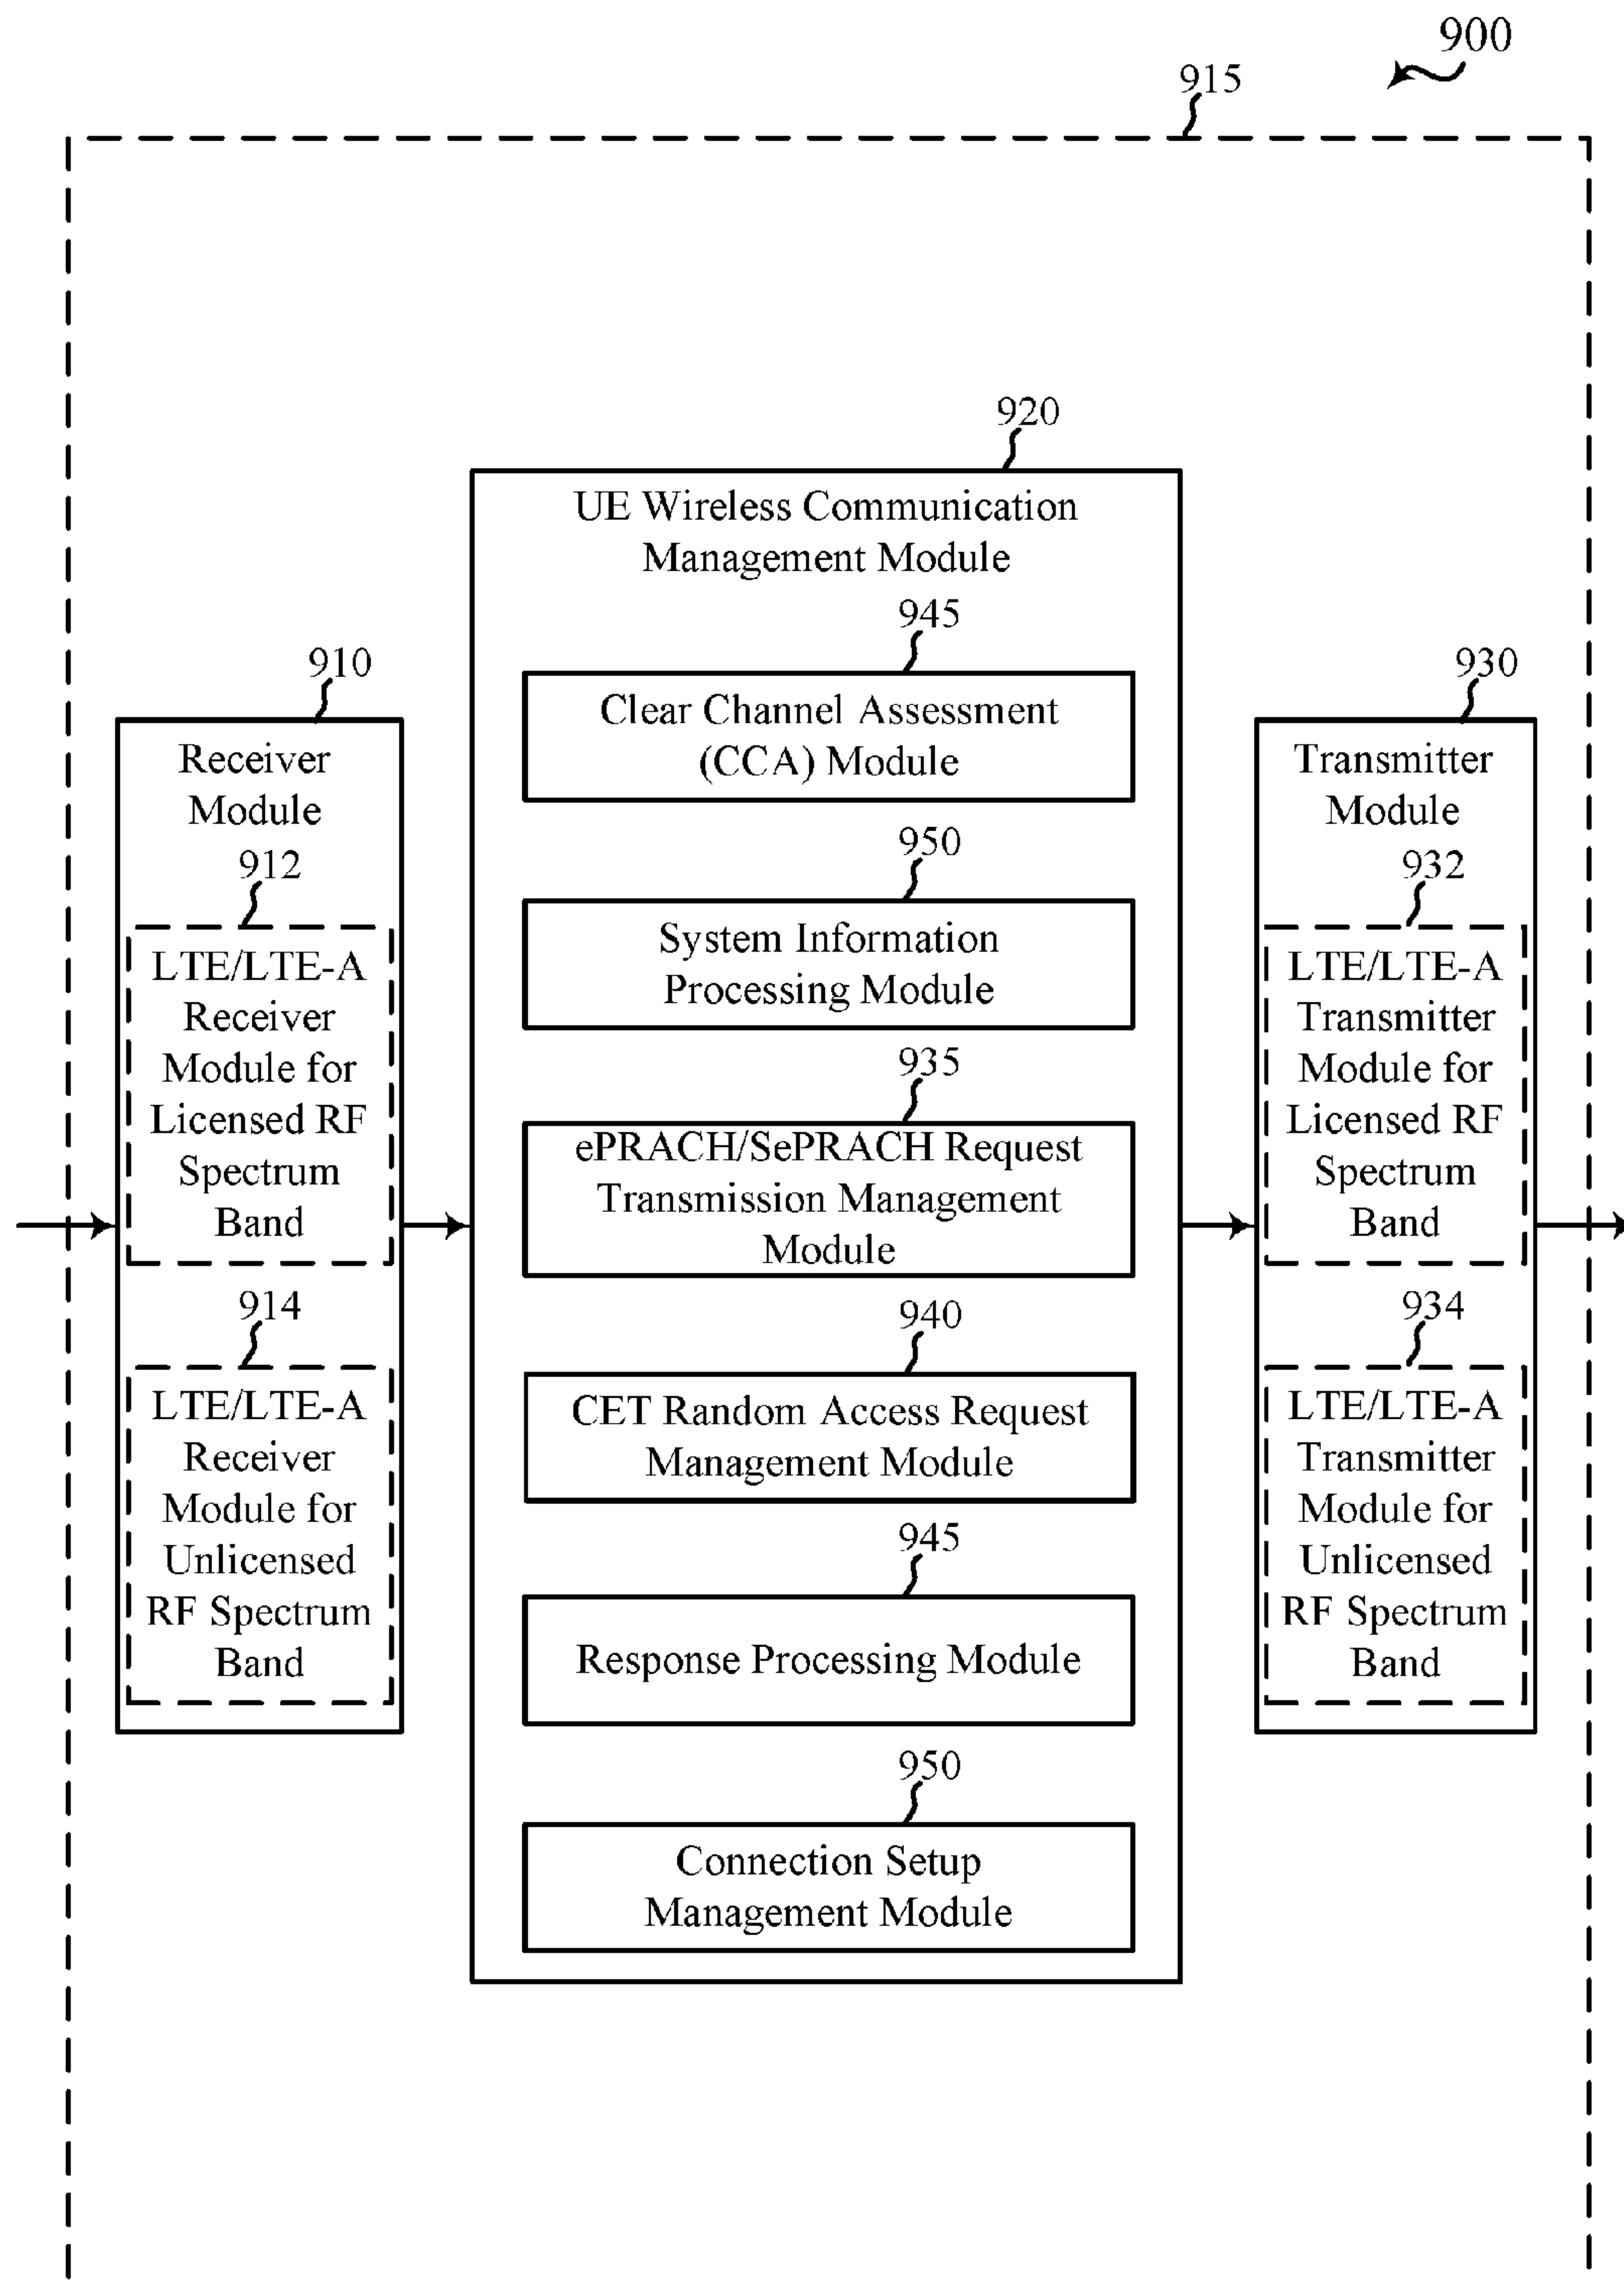 900
915
920
UE Wireless Communication
Management Module
945
Clear Channel Assessment
(CCA) Module
950
System Information
Processing Module
935
ePRACH/SePRACH Request
Transmission Management
Module
940
CET Random Access Request
Management Module
945
Response Processing Module
950
Connection Setup
Management Module
910
Receiver
Module
912
LTE/LTE-A
Receiver
Module for
Licensed RF
Spectrum
Band
914
LTE/LTE-A
Receiver
Module for
Unlicensed
RF Spectrum
Band
930
Transmitter
Module
932
LTE/LTE-A
Transmitter
Module for
Licensed RF
Spectrum
Band
934
LTE/LTE-A
Transmitter
Module for
Unlicensed
RF Spectrum
Band